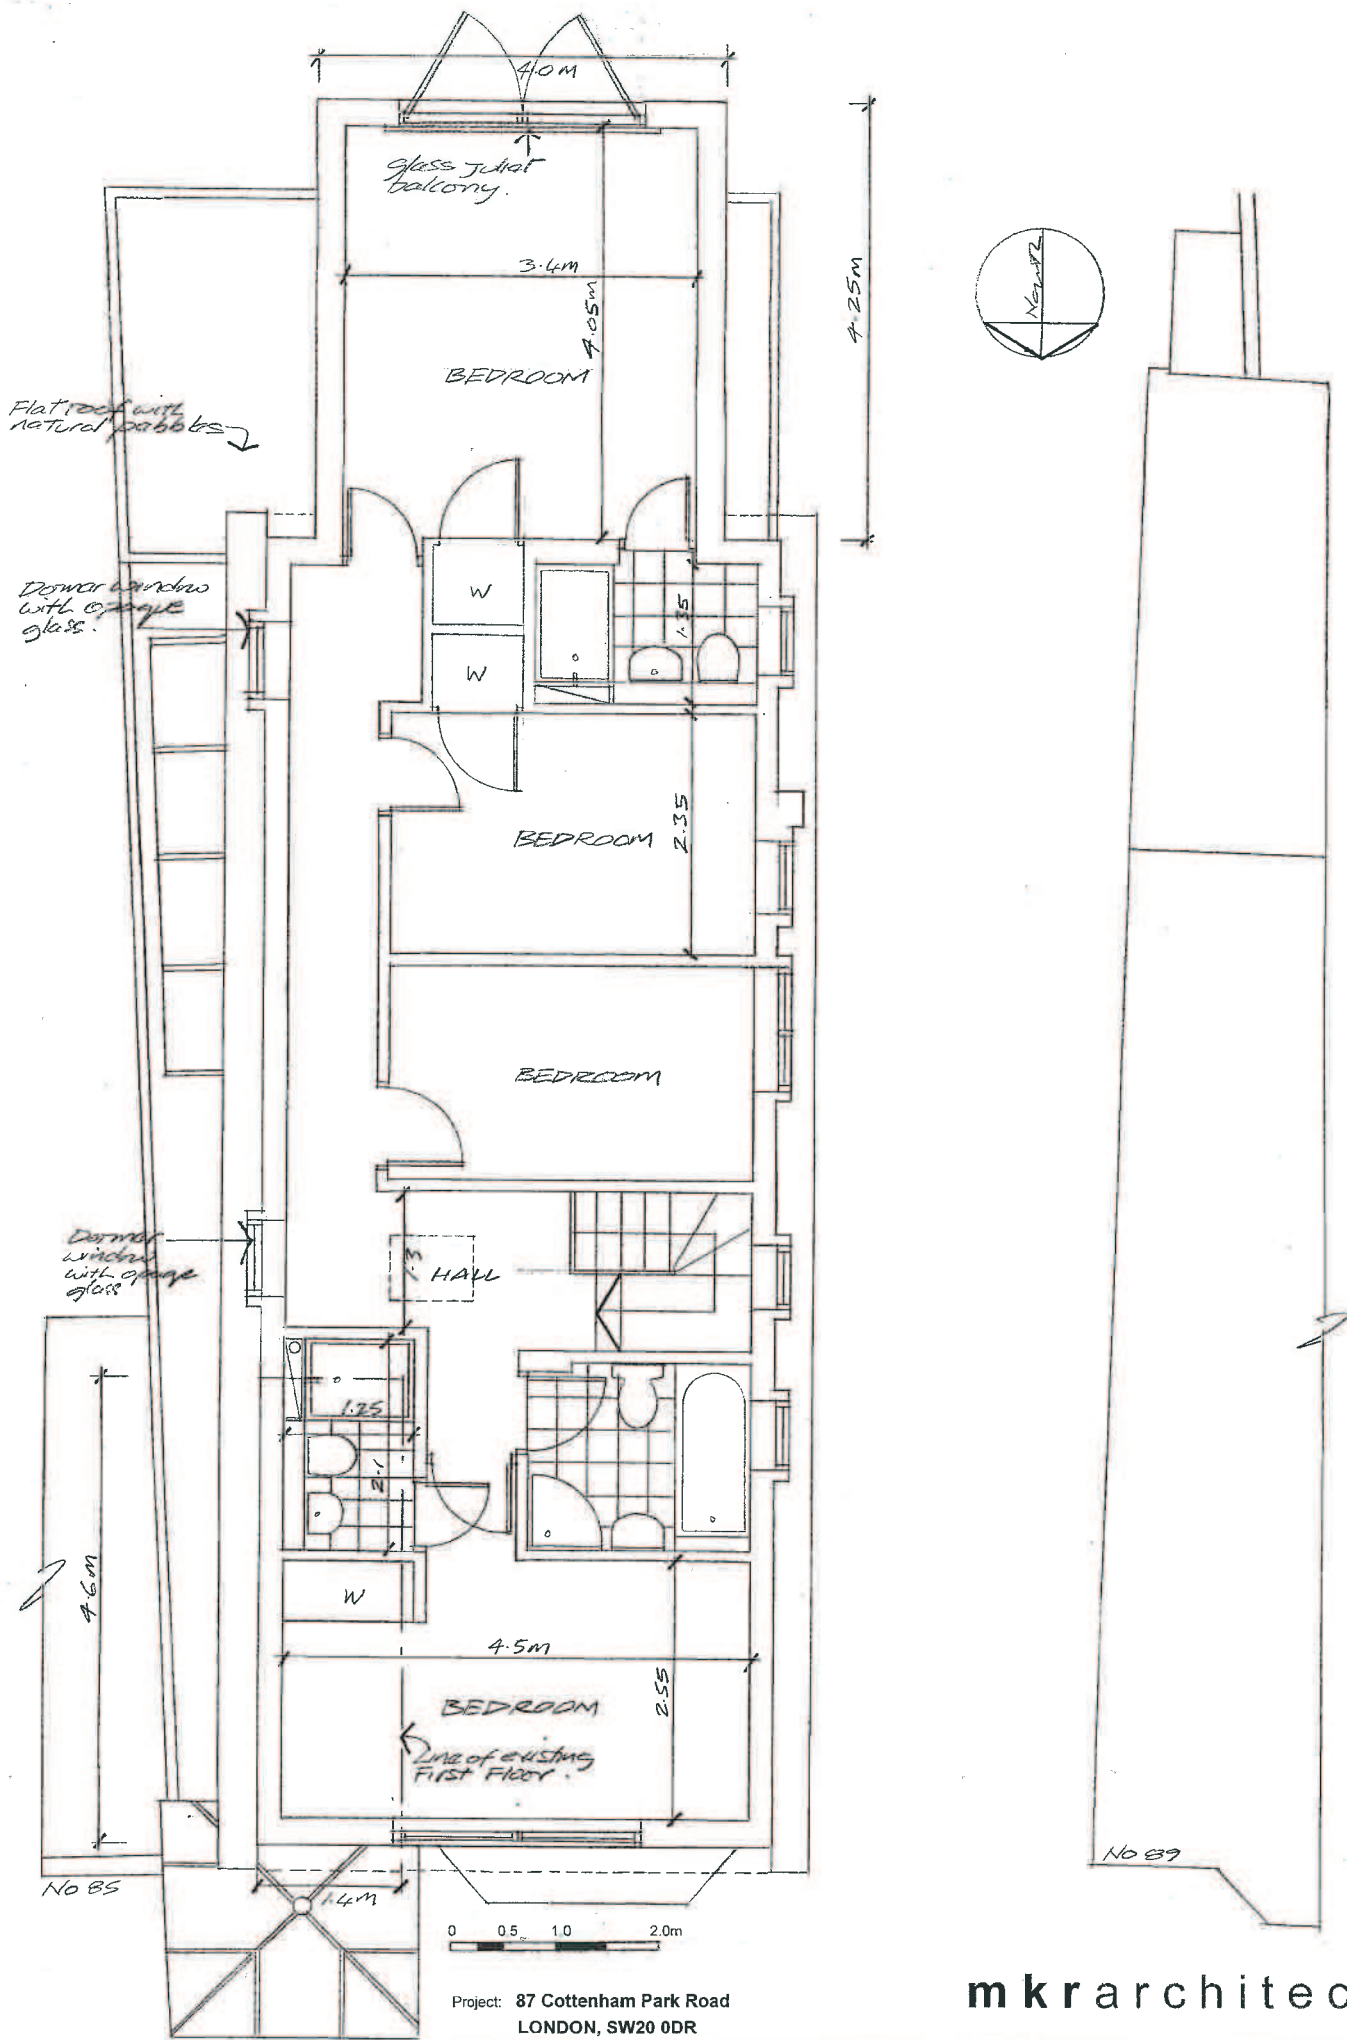 4.0M
Glass Juliet
balcony.
3.4M
4.05M
4.25M
North
BEDROOM
Flat roof with
natural pebbles
Dormer window
with opaque
glass.
W
W
1.35
BEDROOM
2.35
BEDROOM
Dormer
window
with opaqe
glass
1.3
HALL
1.25
2.1
4.6M
W
4.5M
2.55
BEDROOM
Line of existing
First Floor.
No 85
1.4M
No 89
0 0.5 1.0 2.0m
Project: 87 Cottenham Park Road
LONDON, SW20 0DR
mkrarchitec